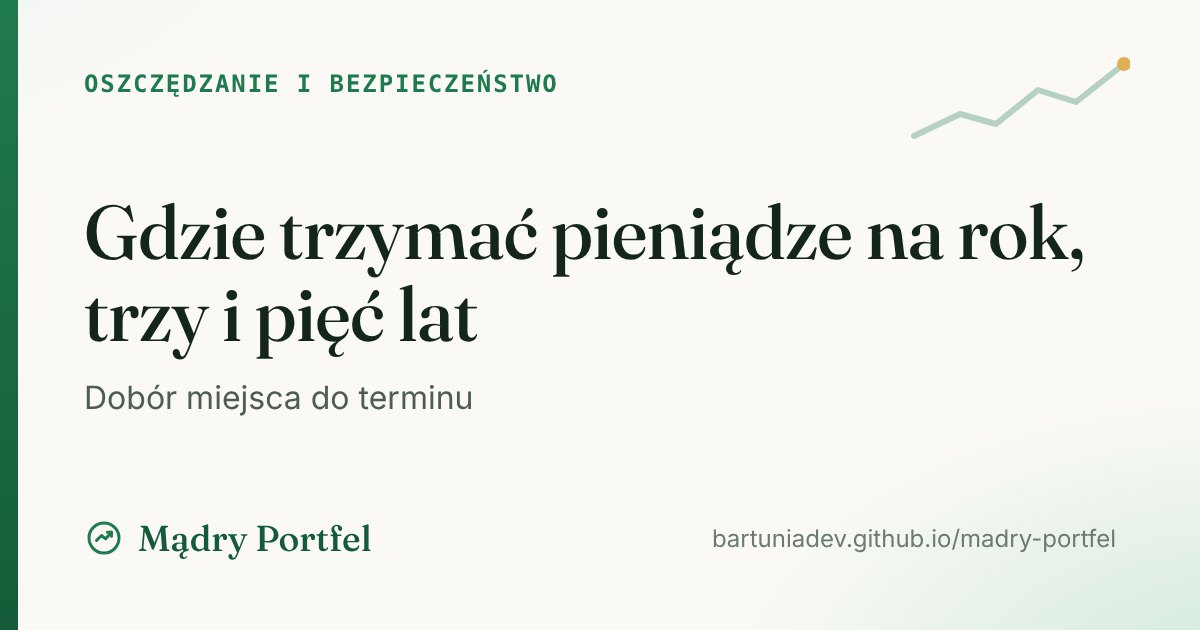 OSZCZĘDZANIE I BEZPIECZEŃSTWO
Gdzie trzymać pieniądze na rok,
trzy i pięć lat
Dobór miejsca do terminu
Mądry Portfel
bartuniadev.github.io/madry-portfel